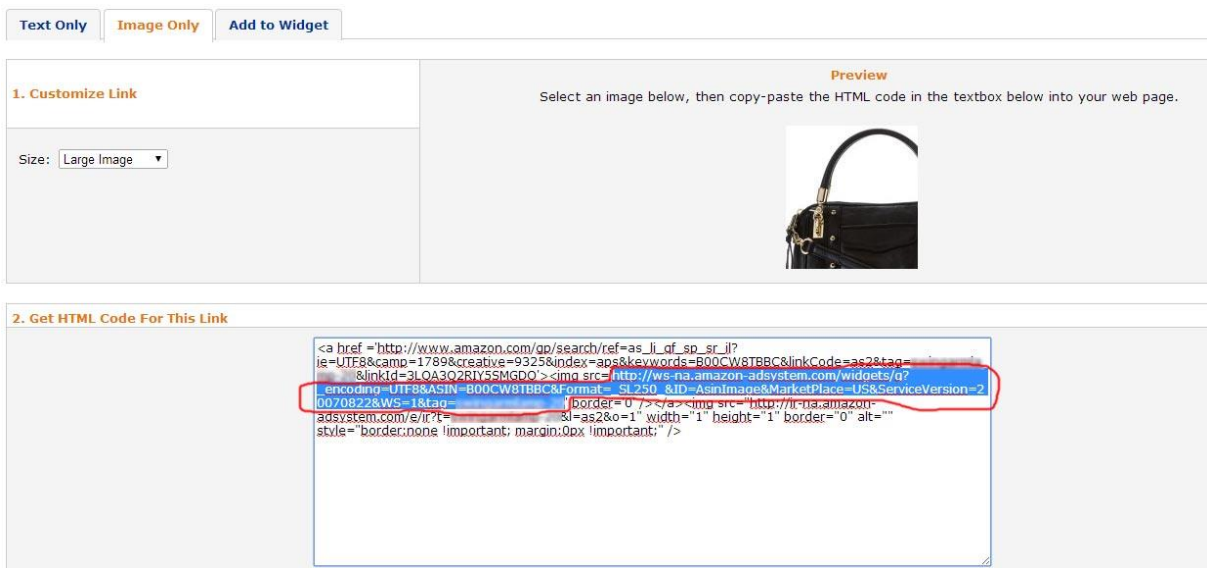 Text Only Image Only Add to Widget
1. Customize Link
Preview
Select an image below, then copy-paste the HTML code in the textbox below into your web page.
Size: Large Image
2. Get HTML Code For This Link
<a href ='http://www.amazon.com/gp/search/ref=as_li_qf_sp_sr_il?
ie=UTF8&camp=1789&creative=9325&index=aps&keywords=B00CW8TBBC&linkCode=as2&tag=
&linkId=3LQA3Q2RIY5SMGDO'><img src='http://ws-na.amazon-adsystem.com/widgets/q?
_encoding=UTF8&ASIN=B00CW8TBBC&Format=_SL250_&ID=AsinImage&MarketPlace=US&ServiceVersion=2
0070822&WS=1&tag= ' border='0' /></a><img src="http://ir-na.amazon-
adsystem.com/e/ir?t= &l=as2&o=1" width="1" height="1" border="0" alt=""
style="border:none !important; margin:0px !important;" />